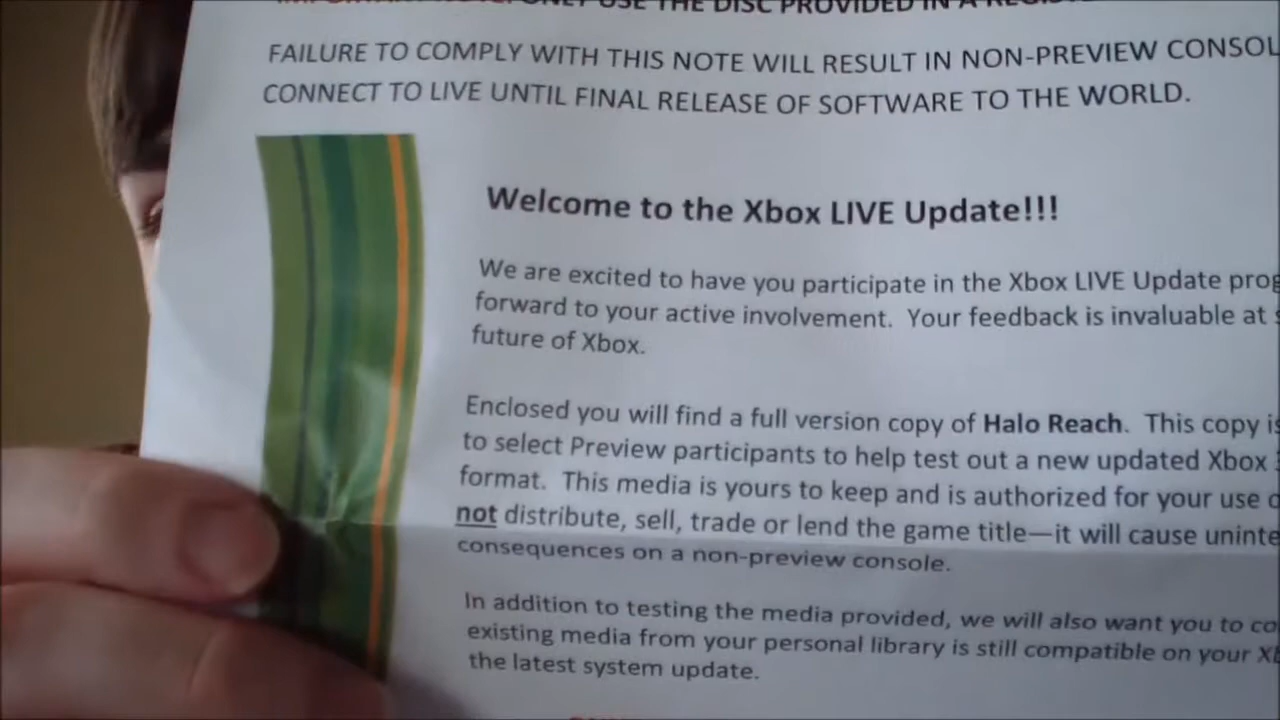 ONLY USE THE DISC PROVIDED IN A
FAILURE TO COMPLY WITH THIS NOTE WILL RESULT IN NON-PREVIEW CONSOL
CONNECT TO LIVE UNTIL FINAL RELEASE OF SOFTWARE TO THE WORLD.
Welcome to the Xbox LIVE Update!!!
We are excited to have you participate in the Xbox LIVE Update prog
forward to your active involvement. Your feedback is invaluable at
future of Xbox.
Enclosed you will find a full version copy of Halo Reach. This copy is
to select Preview participants to help test out a new updated Xbox
format. This media is yours to keep and is authorized for your use
not distribute, sell, trade or lend the game title—it will cause uninte
consequences on a non-preview console.
In addition to testing the media provided, we will also want you to co
existing media from your personal library is still compatible on your Xb
the latest system update.